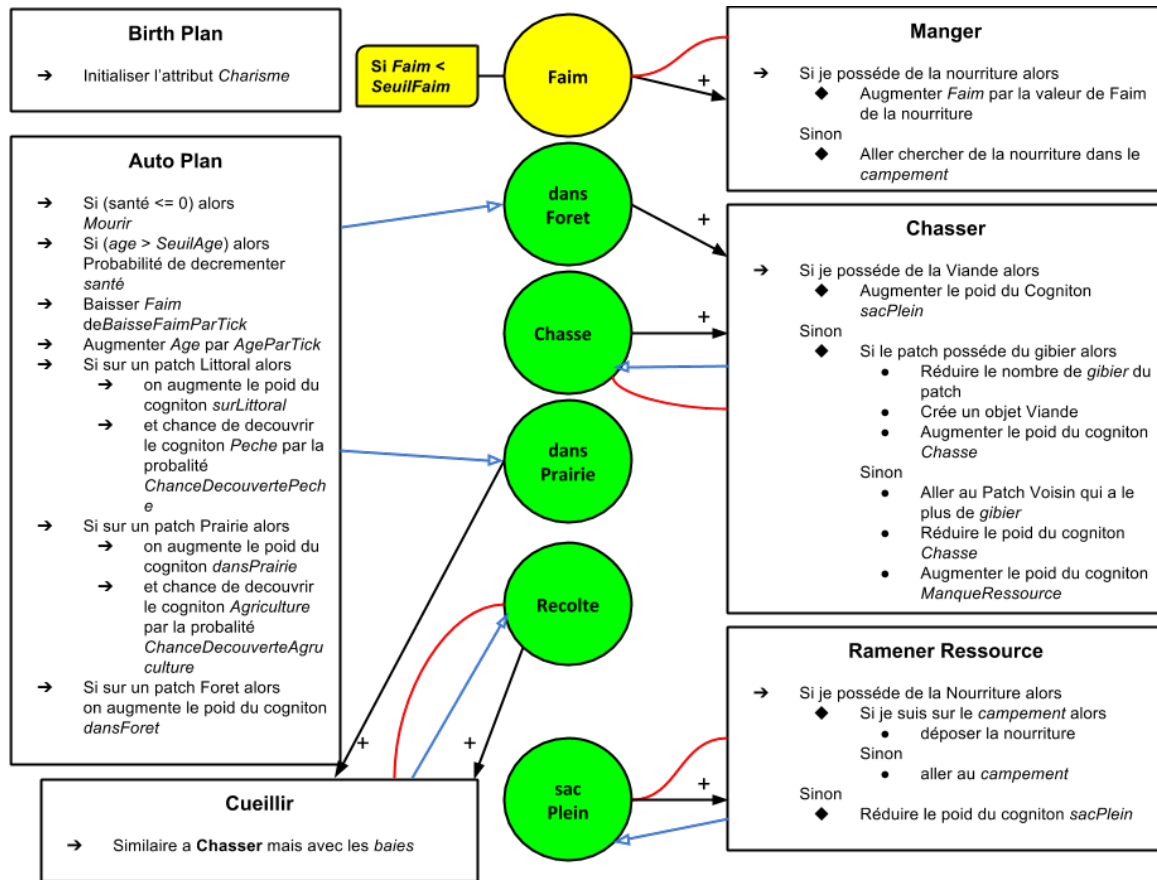 Birth Plan
➔ Initialiser l'attribut Charisme
Auto Plan
➔ Si (santé <= 0) alors
Mourir
➔ Si (age > SeuilAge) alors
Probabilité de decrementer
santé
➔ Baisser Faim
deBaisseFaimParTick
➔ Augmenter Age par AgeParTick
➔ Si sur un patch Littoral alors
➔ on augmente le poid du
cogniton surLittoral
➔ et chance de decouvrir
le cogniton Peche par la
probalité
ChanceDecouvertePech
e
➔ Si sur un patch Prairie alors
➔ on augmente le poid du
cogniton dansPrairie
➔ et chance de decouvrir
le cogniton Agriculture
par la probalité
ChanceDecouverteAgru
culture
➔ Si sur un patch Foret alors
on augmente le poid du cogniton
dansForet
Cueillir
➔ Similaire a Chasser mais avec les baies
Si Faim <
SeuilFaim
Faim
dans
Foret
Chasse
dans
Prairie
Recolte
sac
Plein
+
+
+
+
+
+
Manger
➔ Si je posséde de la nourriture alors
◆ Augmenter Faim par la valeur de Faim
de la nourriture
Sinon
◆ Aller chercher de la nourriture dans le
campement
Chasser
➔ Si je posséde de la Viande alors
◆ Augmenter le poid du Cogniton
sacPlein
Sinon
◆ Si le patch posséde du gibier alors
● Réduire le nombre de gibier du
patch
● Crée un objet Viande
● Augmenter le poid du cogniton
Chasse
Sinon
● Aller au Patch Voisin qui a le
plus de gibier
● Réduire le poid du cogniton
Chasse
● Augmenter le poid du cogniton
ManqueRessource
Ramener Ressource
➔ Si je posséde de la Nourriture alors
◆ Si je suis sur le campement alors
● déposer la nourriture
Sinon
● aller au campement
Sinon
◆ Réduire le poid du cogniton sacPlein